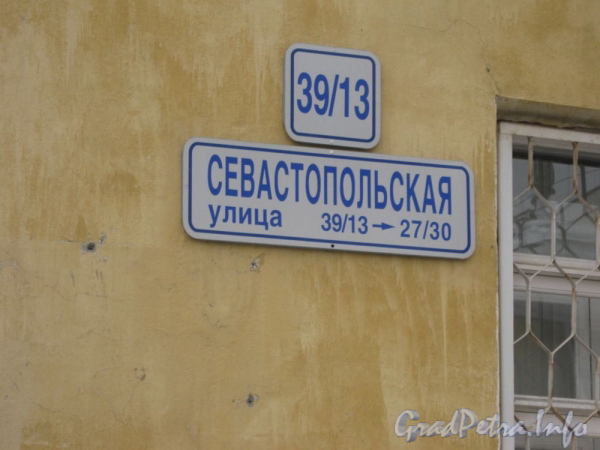 39/13
СЕВАСТОПОЛЬСКАЯ
улица 39/13 → 27/30
GradPetra.Info